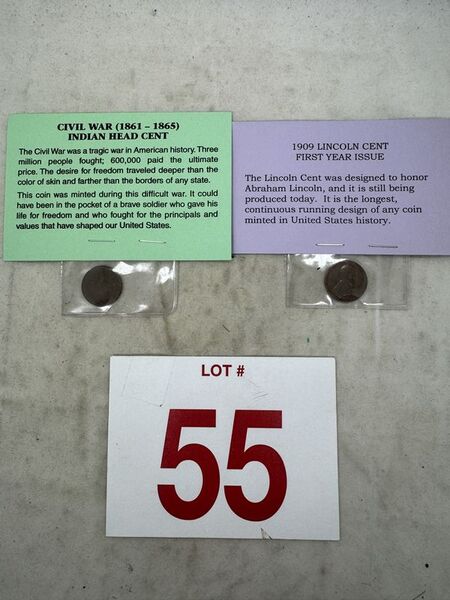 CIVIL WAR (1861 – 1865)
INDIAN HEAD CENT
The Civil War was a tragic war in American history. Three
million people fought; 600,000 paid the ultimate
price. The desire for freedom traveled deeper than the
color of skin and farther than the borders of any state.
This coin was minted during this difficult war. It could
have been in the pocket of a brave soldier who gave his
life for freedom and who fought for the principals and
values that have shaped our United States.
1909 LINCOLN CENT
FIRST YEAR ISSUE
The Lincoln Cent was designed to honor
Abraham Lincoln, and it is still being
produced today. It is the longest,
continuous running design of any coin
minted in United States history.
LOT #
55